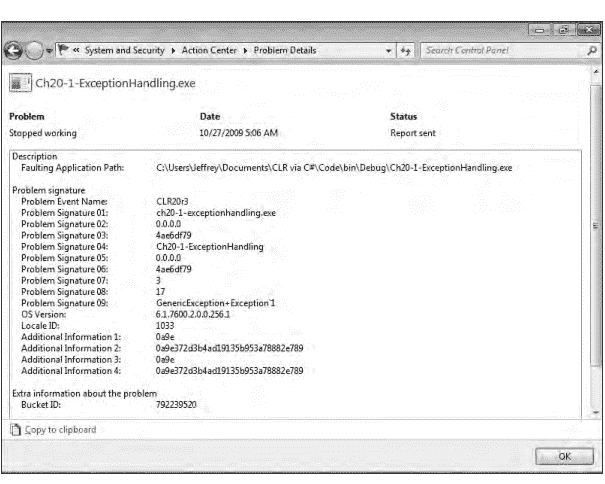 « System and Security ▸ Action Center ▸ Problem Details
Search Control Panel
Ch20-1-ExceptionHandling.exe
Problem Date Status
Stopped working 10/27/2009 5:06 AM Report sent
Description
Faulting Application Path: C:\Users\Jeffrey\Documents\CLR via C#\Code\bin\Debug\Ch20-1-ExceptionHandling.exe
Problem signature
Problem Event Name: CLR20r3
Problem Signature 01: ch20-1-exceptionhandling.exe
Problem Signature 02: 0.0.0.0
Problem Signature 03: 4ae6df79
Problem Signature 04: Ch20-1-ExceptionHandling
Problem Signature 05: 0.0.0.0
Problem Signature 06: 4ae6df79
Problem Signature 07: 3
Problem Signature 08: 17
Problem Signature 09: GenericException+Exception`1
OS Version: 6.1.7600.2.0.0.256.1
Locale ID: 1033
Additional Information 1: 0a9e
Additional Information 2: 0a9e372d3b4ad19135b953a78882e789
Additional Information 3: 0a9e
Additional Information 4: 0a9e372d3b4ad19135b953a78882e789
Extra information about the problem
Bucket ID: 792239520
Copy to clipboard
OK